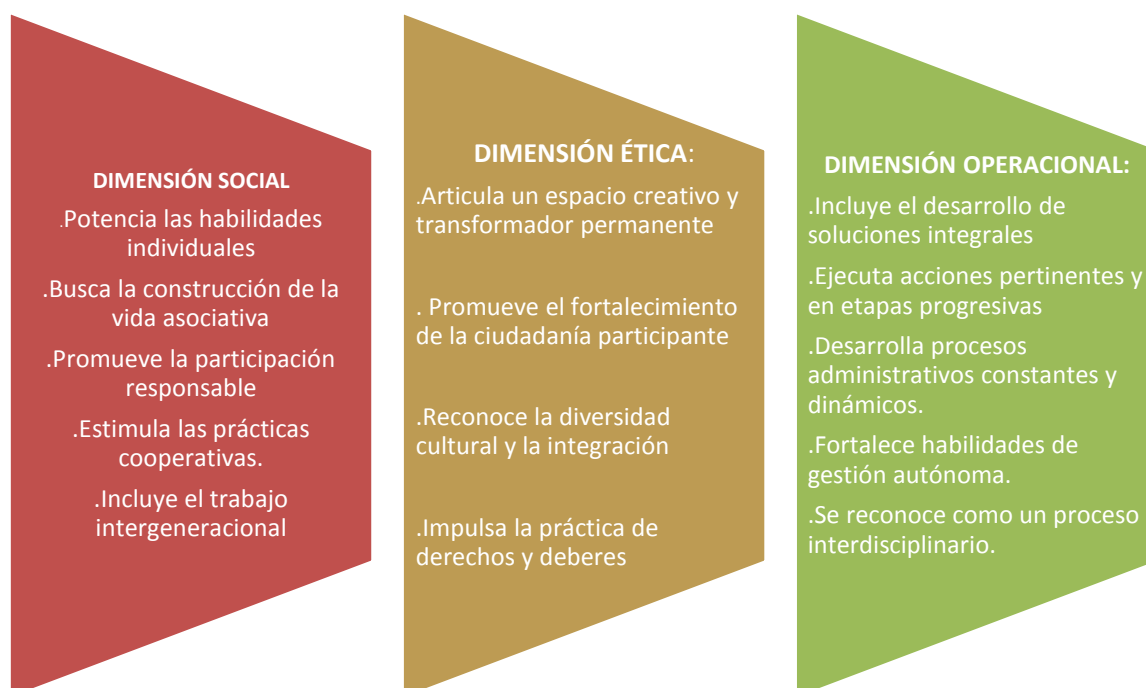 DIMENSIÓN SOCIAL
.Potencia las habilidades
individuales
.Busca la construcción de la
vida asociativa
.Promueve la participación
responsable
.Estimula las prácticas
cooperativas.
.Incluye el trabajo
intergeneracional
DIMENSIÓN ÉTICA:
.Articula un espacio creativo y
transformador permanente
. Promueve el fortalecimiento
de la ciudadanía participante
.Reconoce la diversidad
cultural y la integración
.Impulsa la práctica de
derechos y deberes
DIMENSIÓN OPERACIONAL:
.Incluye el desarrollo de
soluciones integrales
.Ejecuta acciones pertinentes y
en etapas progresivas
.Desarrolla procesos
administrativos constantes y
dinámicos.
.Fortalece habilidades de
gestión autónoma.
.Se reconoce como un proceso
interdisciplinario.